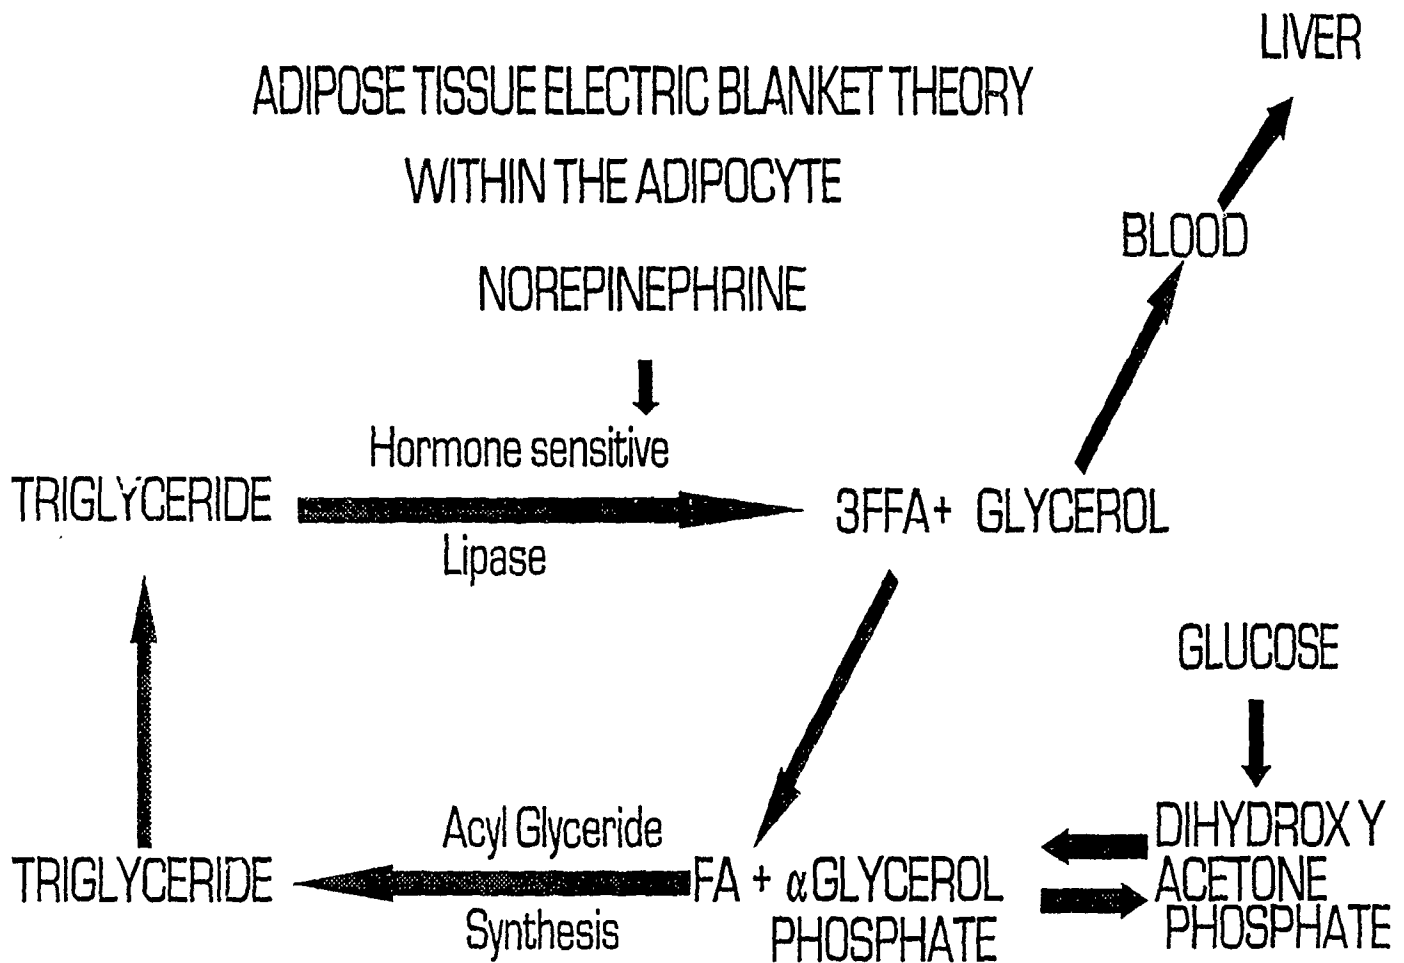 LIVER
ADIPOSE TISSUE ELECTRIC BLANKET THEORY
WITHIN THE ADIPOCYTE
BLOOD
NOREPINEPHRINE
Hormone sensitive
TRIGLYCERIDE
3FFA+ GLYCEROL
Lipase
GLUCOSE
Acyl Glyceride
TRIGLYCERIDE
FA + αGLYCEROL
PHOSPHATE
Synthesis
DIHYDROXY
ACETONE
PHOSPHATE